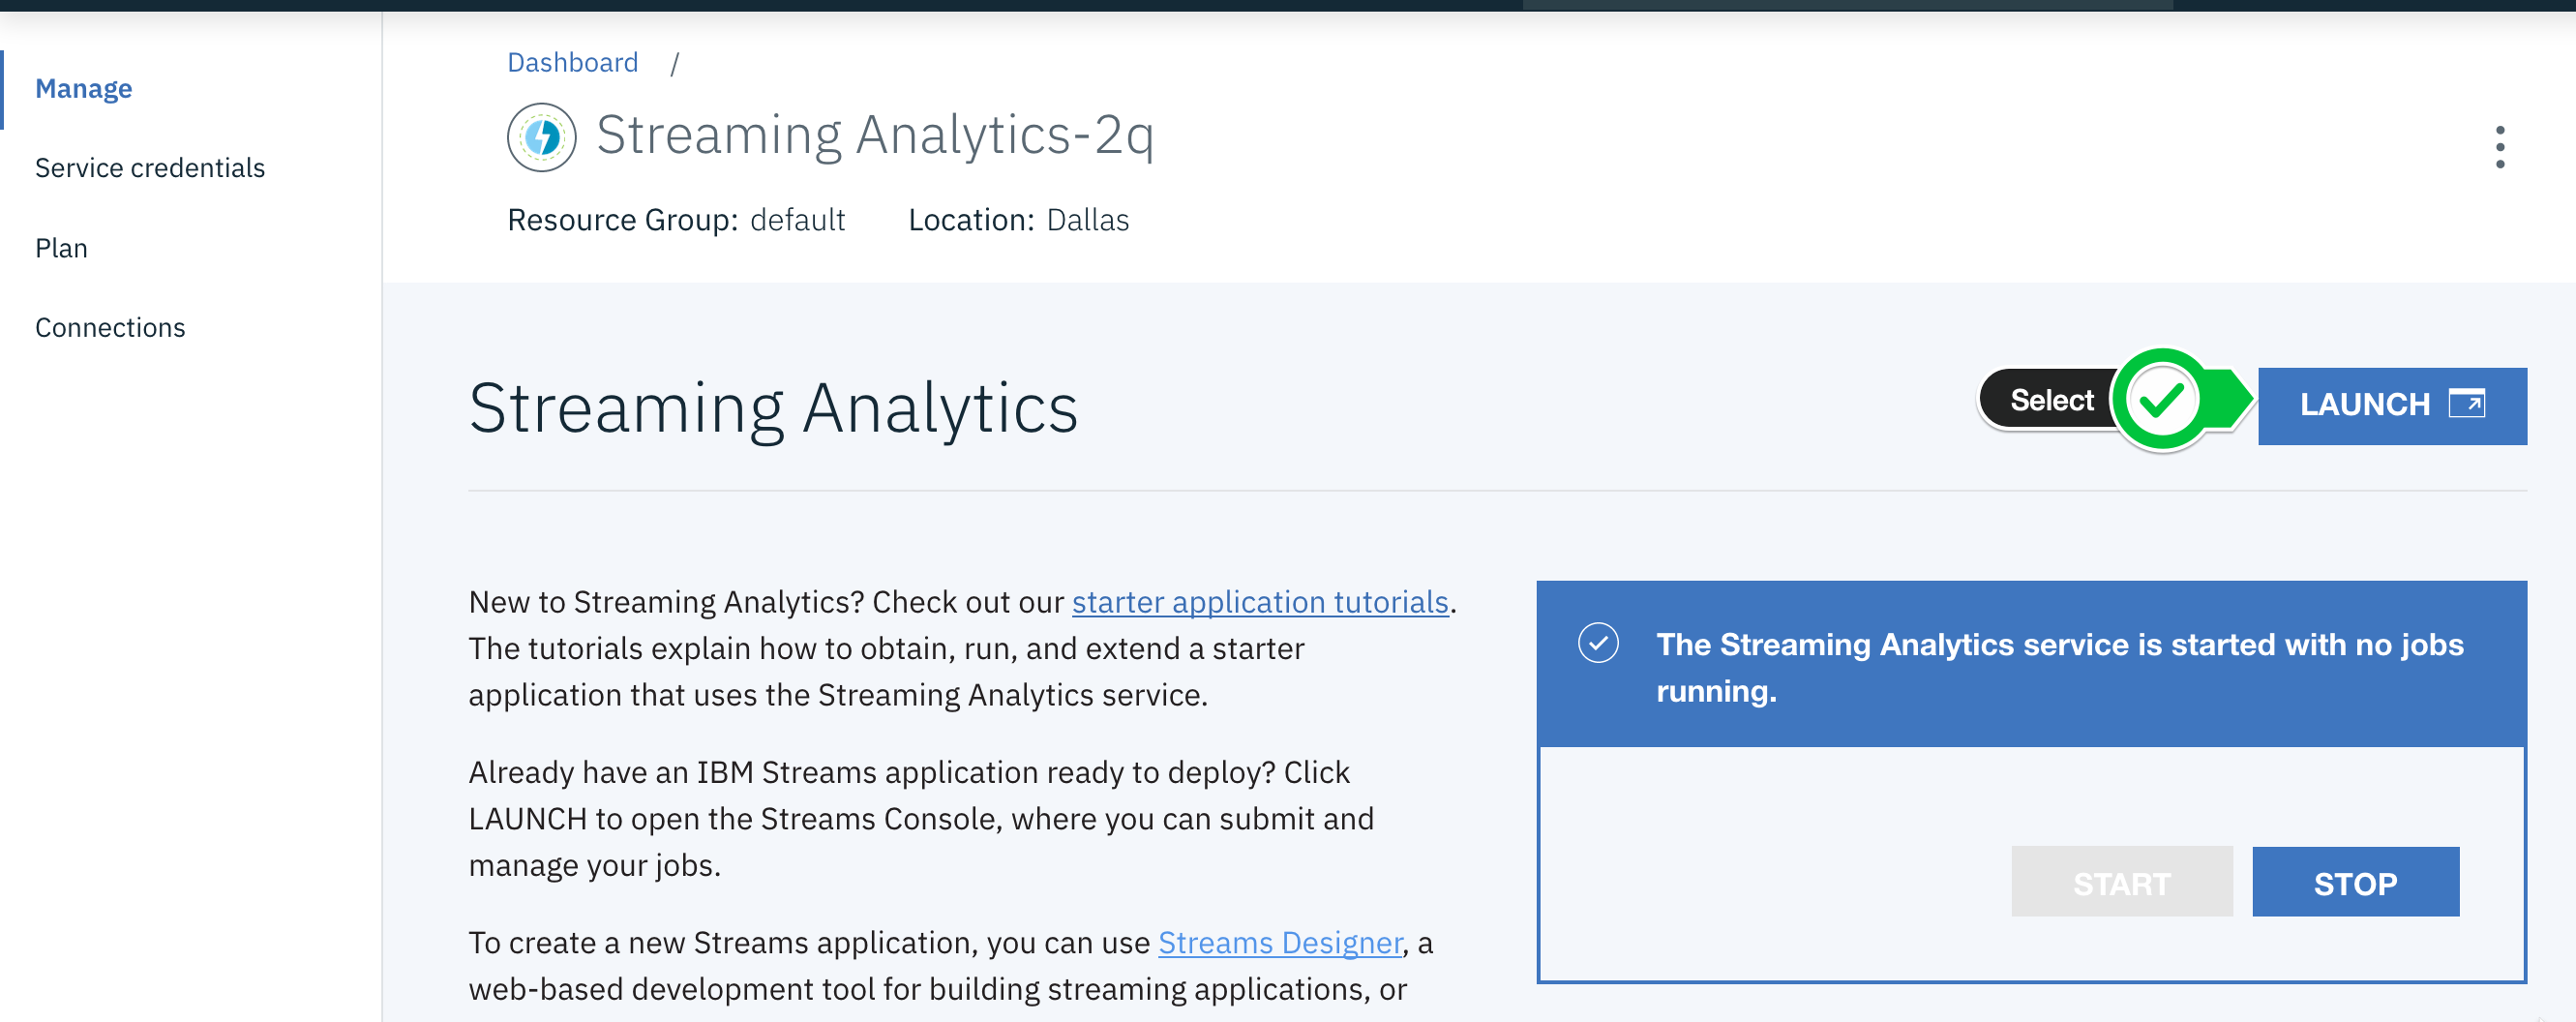 Manage
Service credentials
Plan
Connections
Dashboard /
Streaming Analytics-2q
Resource Group: default Location: Dallas
Streaming Analytics
Select
LAUNCH
New to Streaming Analytics? Check out our starter application tutorials.
The tutorials explain how to obtain, run, and extend a starter
application that uses the Streaming Analytics service.
Already have an IBM Streams application ready to deploy? Click
LAUNCH to open the Streams Console, where you can submit and
manage your jobs.
To create a new Streams application, you can use Streams Designer, a
web-based development tool for building streaming applications, or
The Streaming Analytics service is started with no jobs
running.
START
STOP